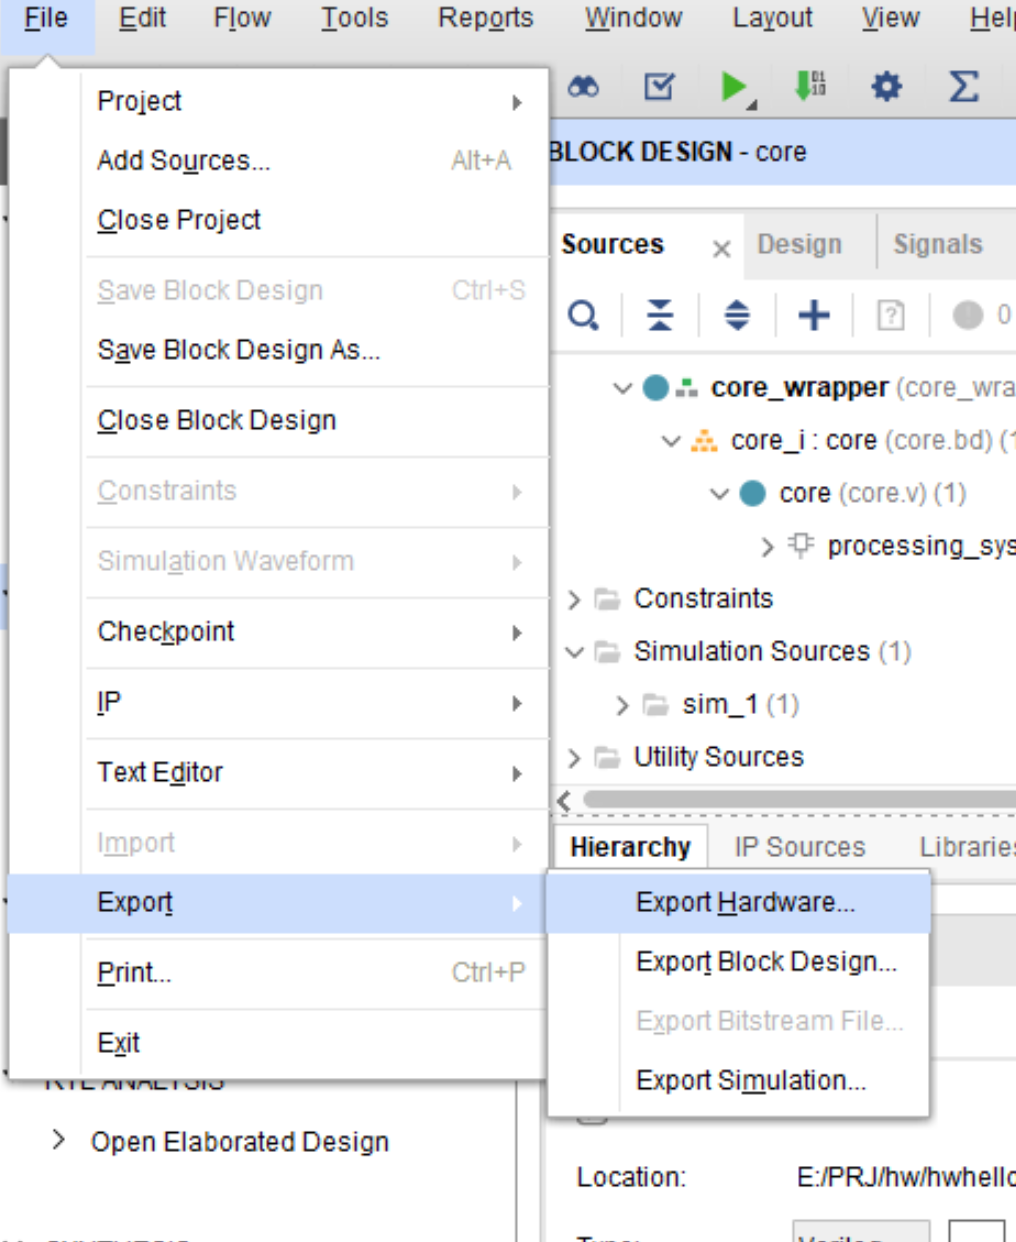 File Edit Flow Tools Reports Window Layout View Help
Project
Add Sources... Alt+A
Close Project
Save Block Design Ctrl+S
Save Block Design As...
Close Block Design
Constraints
Simulation Waveform
Checkpoint
IP
Text Editor
Import
Export
Print... Ctrl+P
Exit
Export Hardware...
Export Block Design...
Export Bitstream File...
Export Simulation...
BLOCK DESIGN - core
Sources Design Signals
0
core_wrapper (core_wra
core_i : core (core.bd) (1
core (core.v) (1)
processing_sys
Constraints
Simulation Sources (1)
sim_1 (1)
Utility Sources
Hierarchy IP Sources Libraries
RTL ANALYSIS
Open Elaborated Design
Location: E:/PRJ/hw/hwhello
Type: Verilog